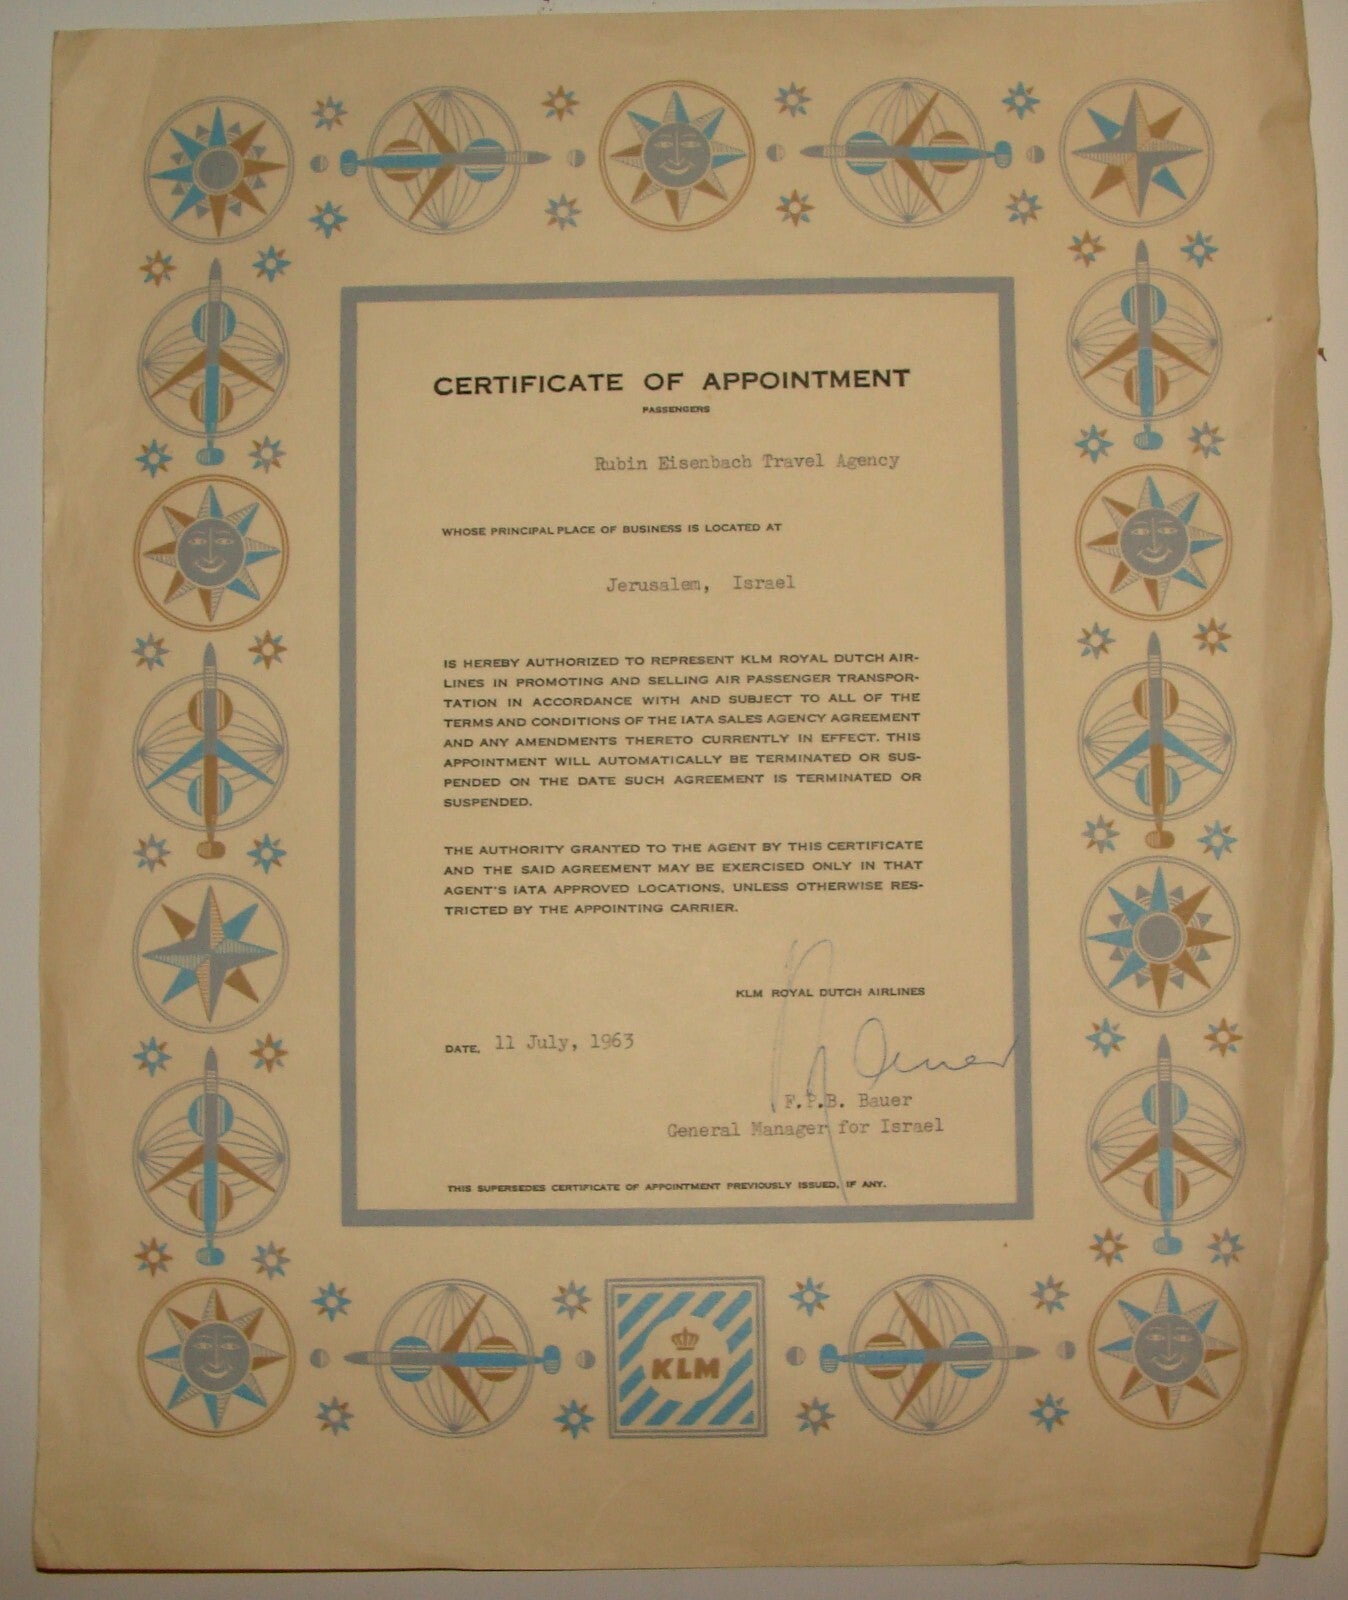 CERTIFICATE OF APPOINTMENT
PASSENGERS
Rubin Eisenbach Travel Agency
WHOSE PRINCIPAL PLACE OF BUSINESS IS LOCATED AT
Jerusalem, Israel
IS HEREBY AUTHORIZED TO REPRESENT KLM ROYAL DUTCH AIR-
LINES IN PROMOTING AND SELLING AIR PASSENGER TRANSPOR-
TATION IN ACCORDANCE WITH AND SUBJECT TO ALL OF THE
TERMS AND CONDITIONS OF THE IATA SALES AGENCY AGREEMENT
AND ANY AMENDMENTS THERETO CURRENTLY IN EFFECT. THIS
APPOINTMENT WILL AUTOMATICALLY BE TERMINATED OR SUS-
PENDED ON THE DATE SUCH AGREEMENT IS TERMINATED OR
SUSPENDED.
THE AUTHORITY GRANTED TO THE AGENT BY THIS CERTIFICATE
AND THE SAID AGREEMENT MAY BE EXERCISED ONLY IN THAT
AGENT'S IATA APPROVED LOCATIONS, UNLESS OTHERWISE RES-
TRICTED BY THE APPOINTING CARRIER.
KLM ROYAL DUTCH AIRLINES
DATE, 11 July, 1963
F.P.B. Bauer
General Manager for Israel
THIS SUPERSEDES CERTIFICATE OF APPOINTMENT PREVIOUSLY ISSUED, IF ANY.
KLM